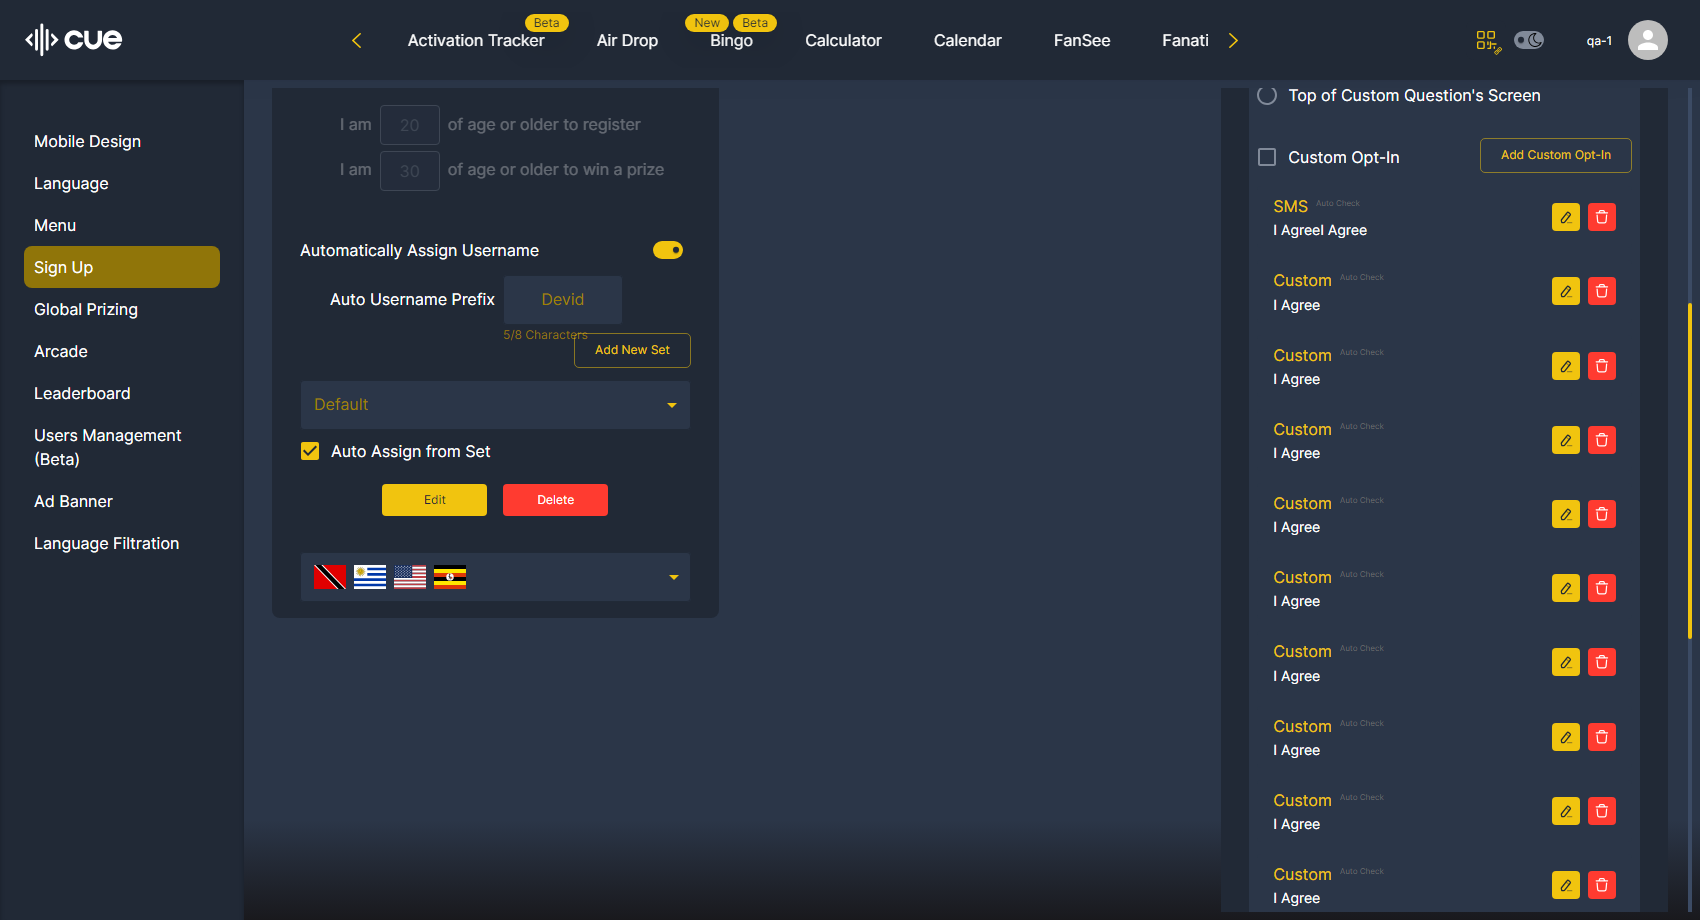 cue
Beta
New
Beta
Activation Tracker
Air Drop
Bingo
Calculator
Calendar
FanSee
Fanati
qa-1
Mobile Design
Language
Menu
Sign Up
Global Prizing
Arcade
Leaderboard
Users Management
(Beta)
Ad Banner
Language Filtration
I am 20 of age or older to register
I am 30 of age or older to win a prize
Automatically Assign Username
Auto Username Prefix Devid
5/8 Characters
Add New Set
Default
Auto Assign from Set
Edit
Delete
Top of Custom Question's Screen
Custom Opt-In
Add Custom Opt-In
SMS Auto Check
I AgreeI Agree
Custom Auto Check
I Agree
Custom Auto Check
I Agree
Custom Auto Check
I Agree
Custom Auto Check
I Agree
Custom Auto Check
I Agree
Custom Auto Check
I Agree
Custom Auto Check
I Agree
Custom Auto Check
I Agree
Custom Auto Check
I Agree